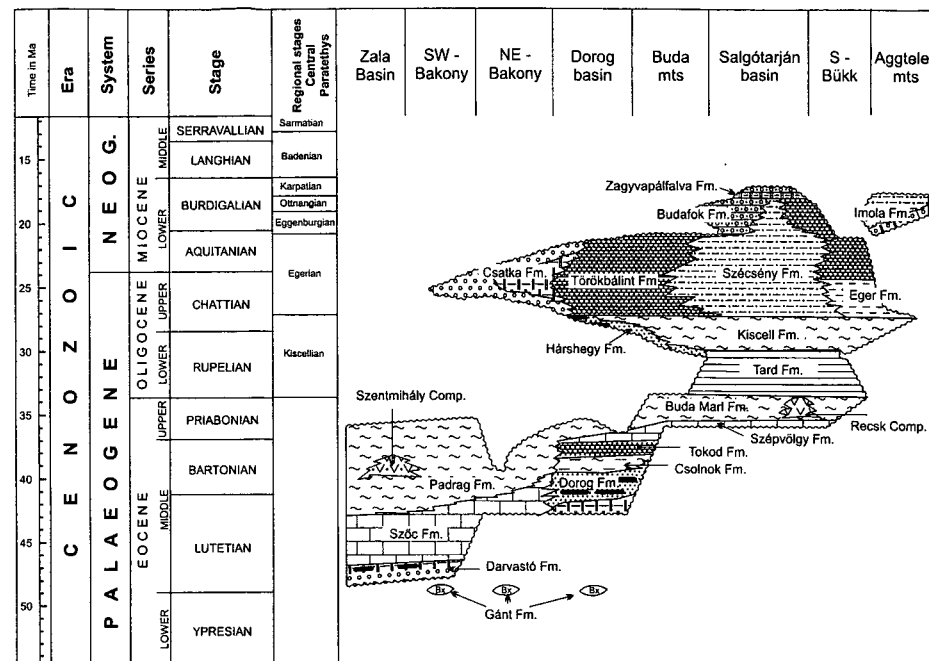 Time in Ma
Era
System
Series
Stage
Regional stages
Central
Paratethys
Zala
Basin
SW -
Bakony
NE -
Bakony
Dorog
basin
Buda
mts
Salgótarján
basin
S -
Bükk
Aggtele
mts
15
20
25
30
35
40
45
50
CENOZOIC
NEOG.
PALAEOGENE
MIOCENE
MIDDLE
LOWER
OLIGOCENE
UPPER
LOWER
EOCENE
UPPER
MIDDLE
LOWER
SERRAVALLIAN
LANGHIAN
BURDIGALIAN
AQUITANIAN
CHATTIAN
RUPELIAN
PRIABONIAN
BARTONIAN
LUTETIAN
YPRESIAN
Sarmatian
Badenian
Karpatian
Ottnangian
Eggenburgian
Egerian
Kiscellian
Zagyvapálfalva Fm.
Budafok Fm.
Imola Fm.
Csatka Fm.
Törökbálint Fm.
Szécsény Fm.
Eger Fm.
Kiscell Fm.
Hárshegy Fm.
Tard Fm.
Szentmihály Comp.
Buda Marl Fm.
Recsk Comp.
Szépvölgy Fm.
Tokod Fm.
Csolnok Fm.
Padrag Fm.
Dorog Fm.
Szőc Fm.
Darvastó Fm.
Bx
Bx
Bx
Gánt Fm.